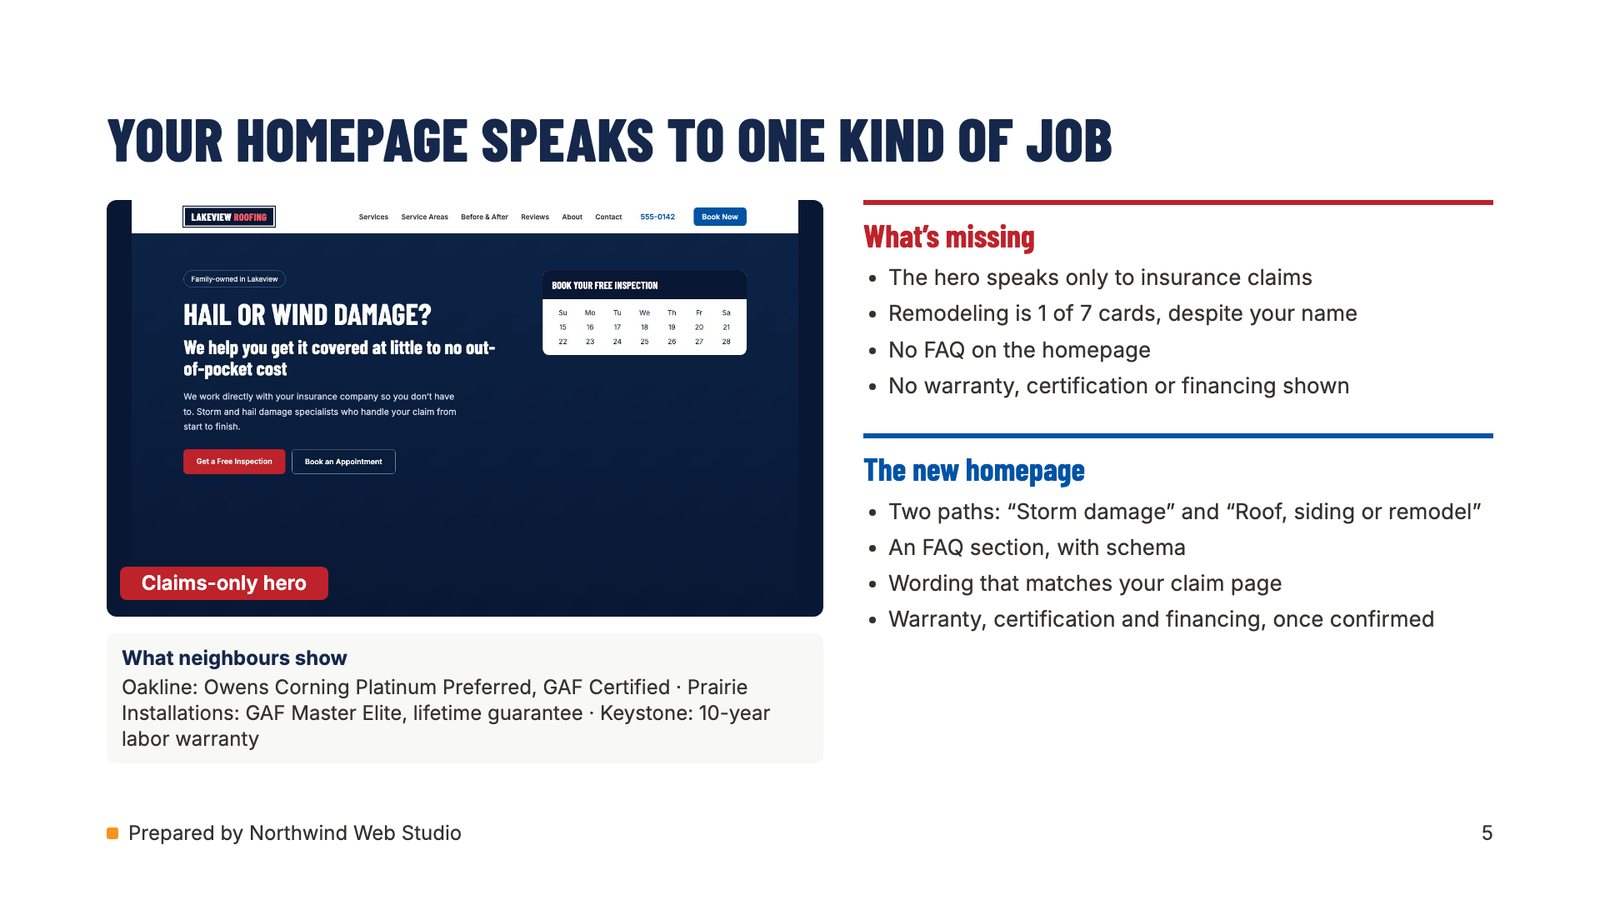 YOUR HOMEPAGE SPEAKS TO ONE KIND OF JOB
LAKEVIEW ROOFING
Services Service Areas Before & After Reviews About Contact 555-0142 Book Now
Family-owned in Lakeview
HAIL OR WIND DAMAGE?
We help you get it covered at little to no out-
of-pocket cost
We work directly with your insurance company so you don't have
to. Storm and hail damage specialists who handle your claim from
start to finish.
Get a Free Inspection Book an Appointment
BOOK YOUR FREE INSPECTION
Su Mo Tu We Th Fr Sa
15 16 17 18 19 20 21
22 23 24 25 26 27 28
Claims-only hero
What neighbours show
Oakline: Owens Corning Platinum Preferred, GAF Certified · Prairie
Installations: GAF Master Elite, lifetime guarantee · Keystone: 10-year
labor warranty
What’s missing
• The hero speaks only to insurance claims
• Remodeling is 1 of 7 cards, despite your name
• No FAQ on the homepage
• No warranty, certification or financing shown
The new homepage
• Two paths: “Storm damage” and “Roof, siding or remodel”
• An FAQ section, with schema
• Wording that matches your claim page
• Warranty, certification and financing, once confirmed
Prepared by Northwind Web Studio
5